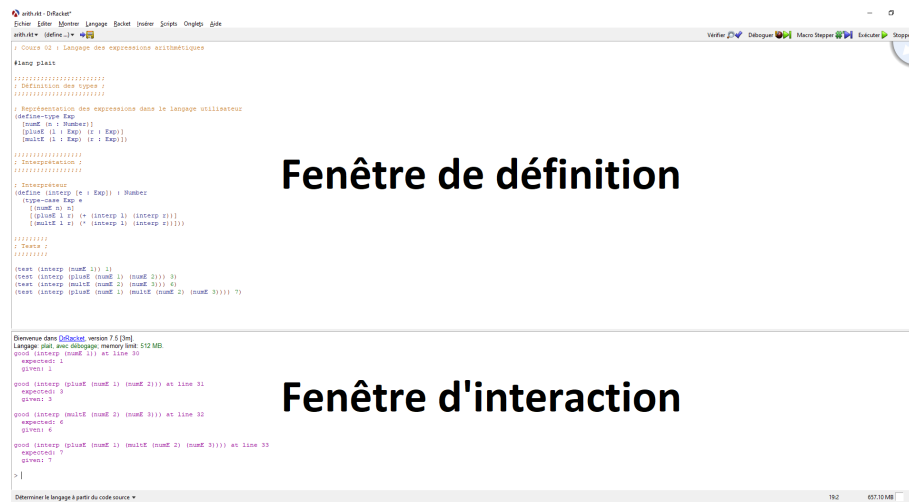 arith.rkt - DrRacket*
Fichier Éditer Montrer Langage Racket Insérer Scripts Onglets Aide
arith.rkt (define ...) Vérifier Déboguer Macro Stepper Exécuter Stoppe
; Cours 02 : Langage des expressions arithmétiques
#lang plait
;;;;;;;;;;;;;;;;;;;;;;;;
; Définition des types ;
;;;;;;;;;;;;;;;;;;;;;;;;
; Représentation des expressions dans le langage utilisateur
(define-type Exp
[numE (n : Number)]
[plusE (l : Exp) (r : Exp)]
[multE (l : Exp) (r : Exp)])
;;;;;;;;;;;;;;;;;;
; Interprétation ;
;;;;;;;;;;;;;;;;;;
; Interpréteur
(define (interp [e : Exp]) : Number
(type-case Exp e
[(numE n) n]
[(plusE l r) (+ (interp l) (interp r))]
[(multE l r) (* (interp l) (interp r))]))
Fenêtre de définition
;;;;;;;;;
; Tests ;
;;;;;;;;;
(test (interp (numE 1)) 1)
(test (interp (plusE (numE 1) (numE 2))) 3)
(test (interp (multE (numE 2) (numE 3))) 6)
(test (interp (plusE (numE 1) (multE (numE 2) (numE 3)))) 7)
Bienvenue dans DrRacket, version 7.5 [3m].
Langage: plait, avec débogage; memory limit: 512 MB.
good (interp (numE 1)) at line 30
expected: 1
given: 1
good (interp (plusE (numE 1) (numE 2))) at line 31
expected: 3
given: 3
Fenêtre d'interaction
good (interp (multE (numE 2) (numE 3))) at line 32
expected: 6
given: 6
good (interp (plusE (numE 1) (multE (numE 2) (numE 3)))) at line 33
expected: 7
given: 7
>
Déterminer le langage à partir du code source 19:2 657.10 MB